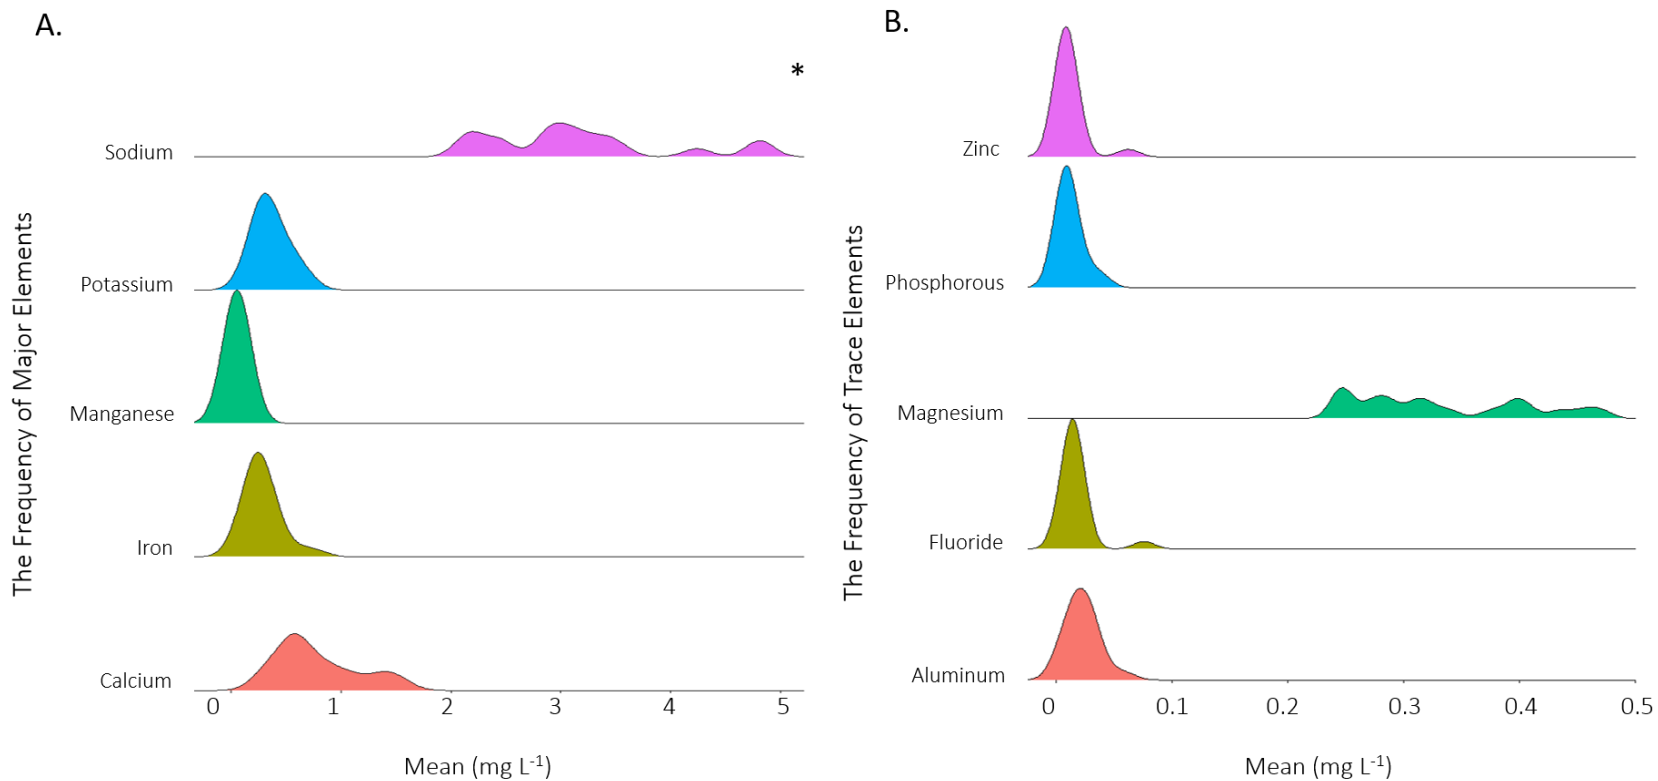 A.
*
The Frequency of Major Elements
Sodium
Potassium
Manganese
Iron
Calcium
0 1 2 3 4 5
Mean (mg L⁻¹)
B.
The Frequency of Trace Elements
Zinc
Phosphorous
Magnesium
Fluoride
Aluminum
0 0.1 0.2 0.3 0.4 0.5
Mean (mg L⁻¹)